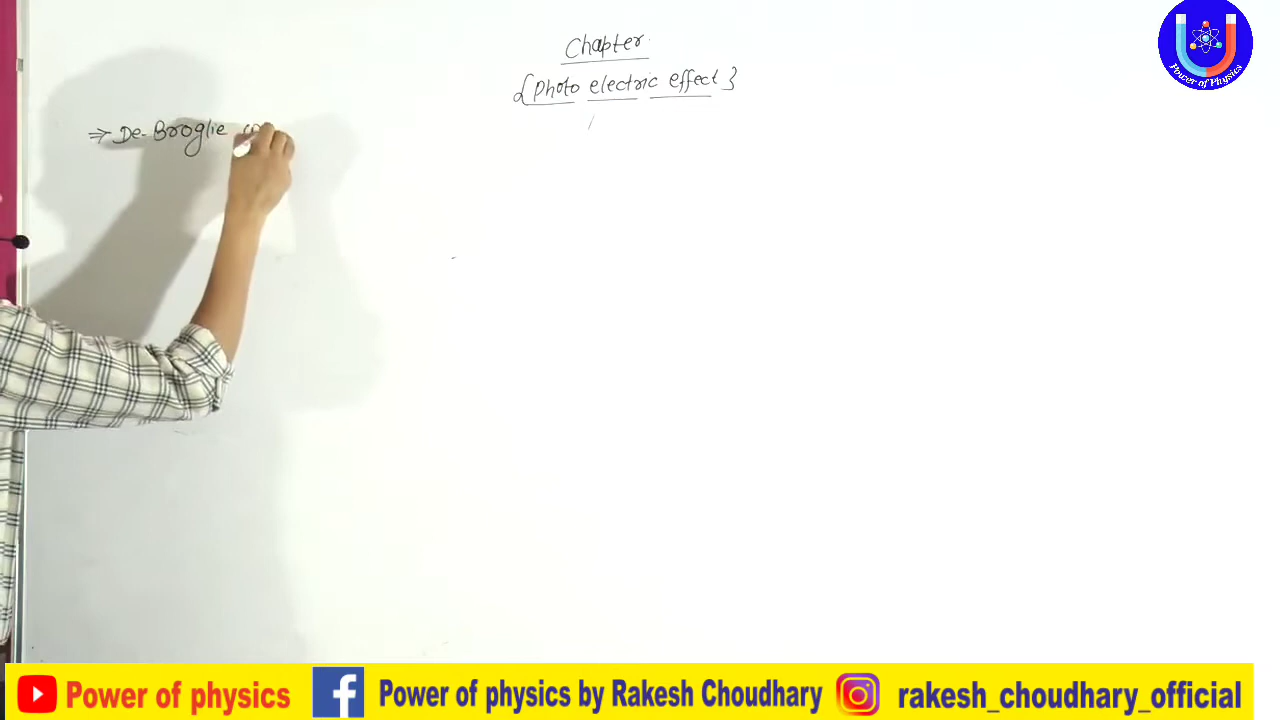 Chapter
{Photo electric effect}
⇒ De-Broglie
Power of Physics
Power of physics
Power of physics by Rakesh Choudhary
rakesh_choudhary_official